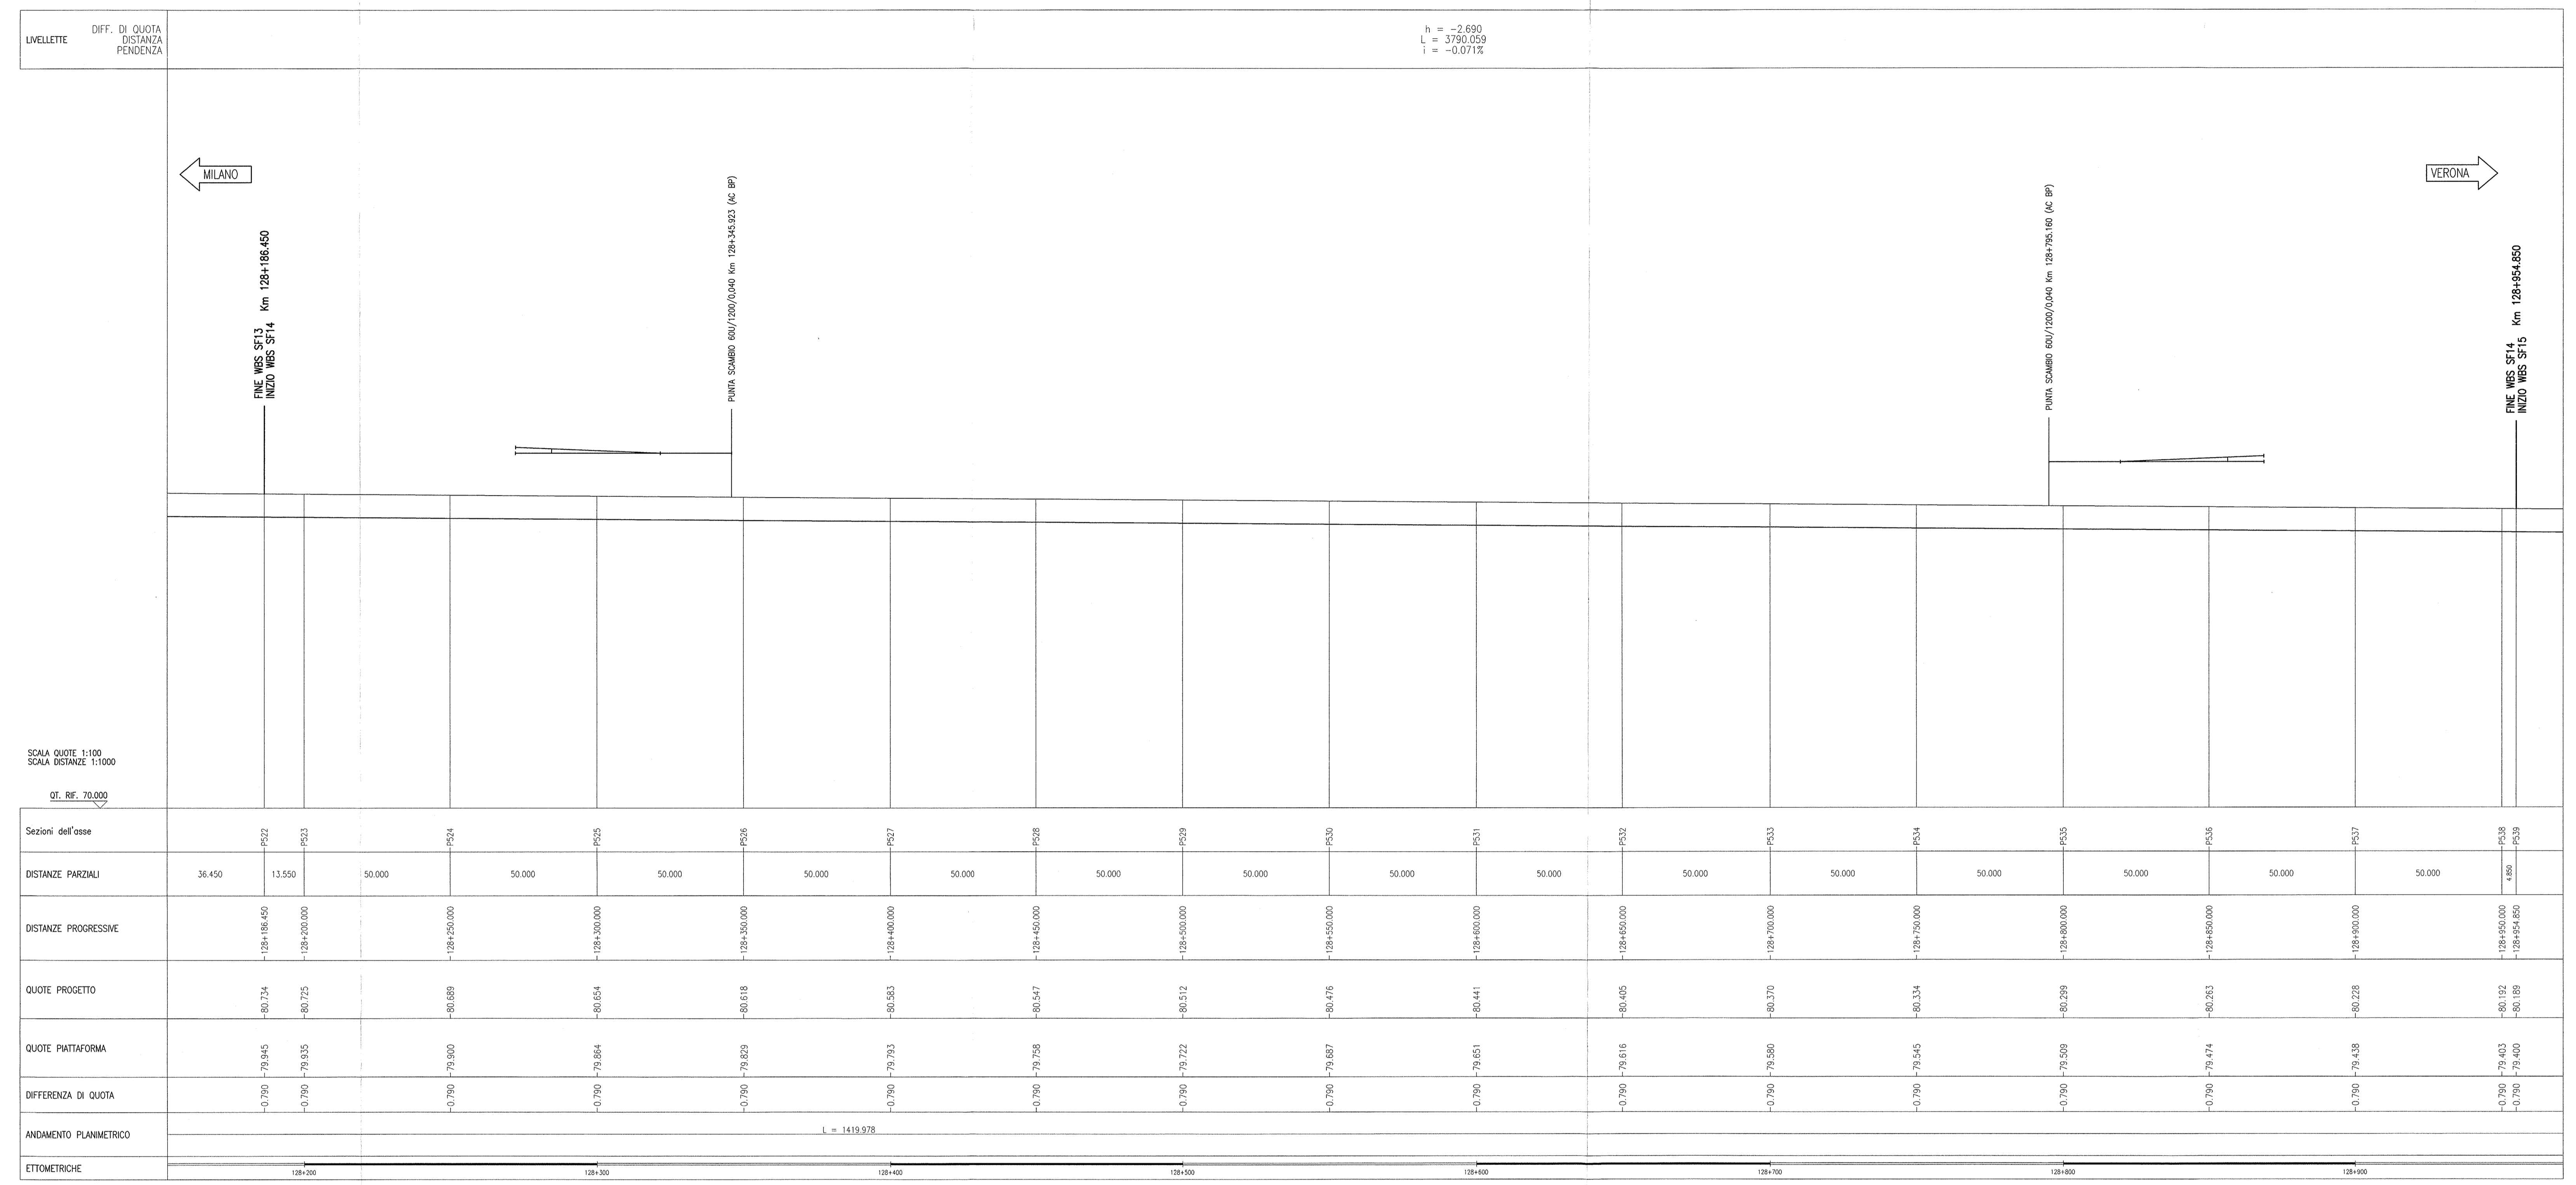 LIVELLETTE
DIFF. DI QUOTA
DISTANZA
PENDENZA
h = -2.690
L = 3790.059
i = -0.071%
MILANO
VERONA
FINE WBS SF13
INIZIO WBS SF14 Km 128+186.450
PUNTA SCAMBIO 60U/1200/0,040 Km 128+345.923 (AC BP)
PUNTA SCAMBIO 60U/1200/0,040 Km 128+795.160 (AC BP)
FINE WBS SF14
INIZIO WBS SF15 Km 128+954.850
SCALA QUOTE 1:100
SCALA DISTANZE 1:1000
QT. RIF. 70.000
Sezioni dell'asse P522 P523 P524 P525 P526 P527 P528 P529 P530 P531 P532 P533 P534 P535 P536 P537 P538 P539
DISTANZE PARZIALI 36.450 13.550 50.000 50.000 50.000 50.000 50.000 50.000 50.000 50.000 50.000 50.000 50.000 50.000 50.000 50.000 50.000 4.850
DISTANZE PROGRESSIVE 128+186.450 128+200.000 128+250.000 128+300.000 128+350.000 128+400.000 128+450.000 128+500.000 128+550.000 128+600.000 128+650.000 128+700.000 128+750.000 128+800.000 128+850.000 128+900.000 128+950.000 128+954.850
QUOTE PROGETTO 80.734 80.725 80.689 80.654 80.618 80.583 80.547 80.512 80.476 80.441 80.405 80.370 80.334 80.299 80.263 80.228 80.192 80.189
QUOTE PIATTAFORMA 79.945 79.935 79.900 79.864 79.829 79.793 79.758 79.722 79.687 79.651 79.616 79.580 79.545 79.509 79.474 79.438 79.403 79.400
DIFFERENZA DI QUOTA 0.790 0.790 0.790 0.790 0.790 0.790 0.790 0.790 0.790 0.790 0.790 0.790 0.790 0.790 0.790 0.790 0.790 0.790
ANDAMENTO PLANIMETRICO L = 1419.978
ETTOMETRICHE 128+200 128+300 128+400 128+500 128+600 128+700 128+800 128+900